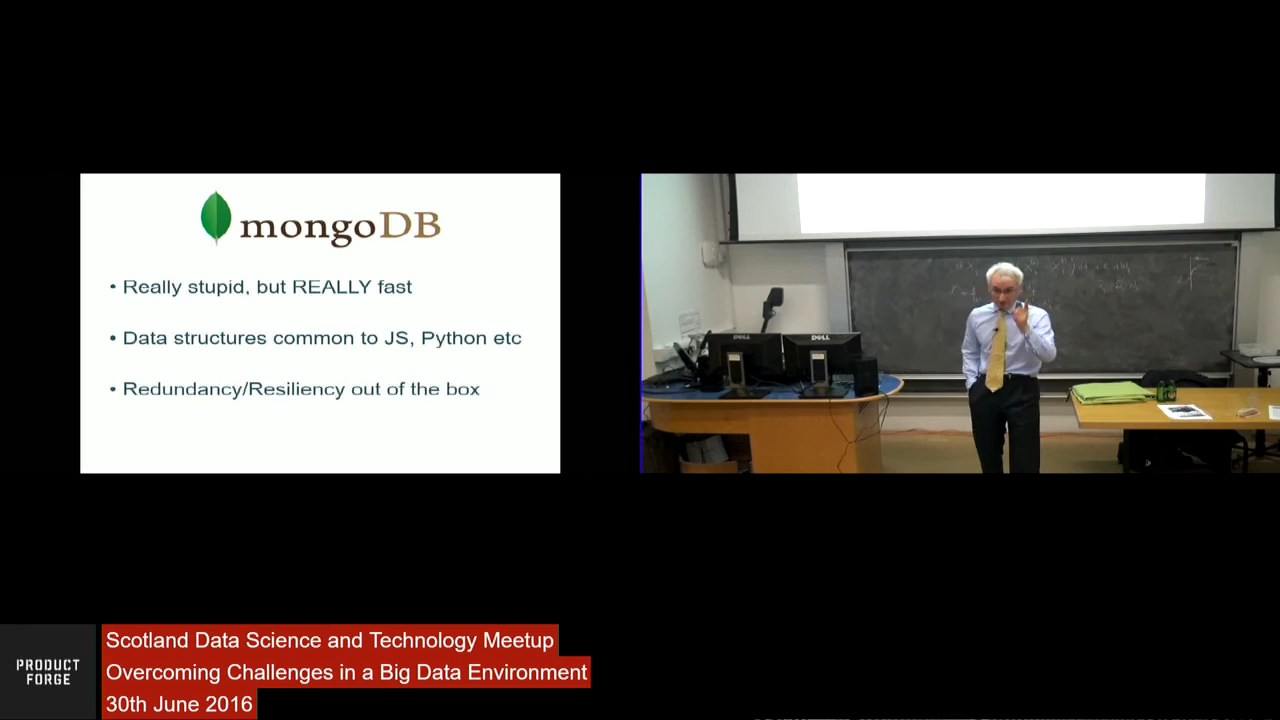 mongoDB
• Really stupid, but REALLY fast
• Data structures common to JS, Python etc
• Redundancy/Resiliency out of the box
DELL
DELL
PRODUCT
FORGE
Scotland Data Science and Technology Meetup
Overcoming Challenges in a Big Data Environment
30th June 2016